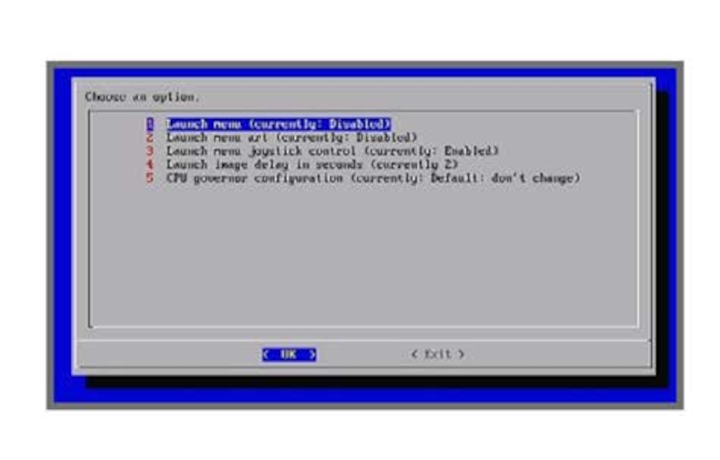 Choose an option.
1 Launch menu (currently: Disabled)
2 Launch menu art (currently: Disabled)
3 Launch menu joystick control (currently: Enabled)
4 Launch image delay in seconds (currently 2)
5 CPU governor configuration (currently: Default: don't change)
< OK > < Exit >